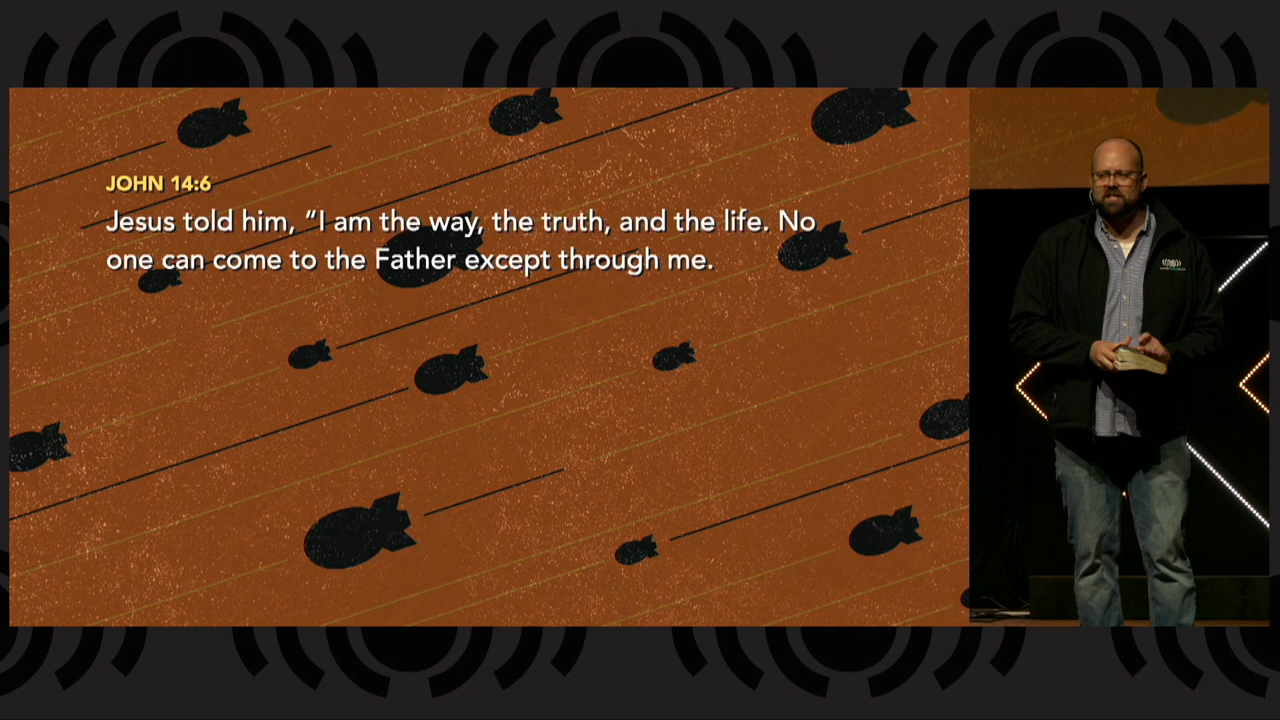 JOHN 14:6
Jesus told him, “I am the way, the truth, and the life. No
one can come to the Father except through me.